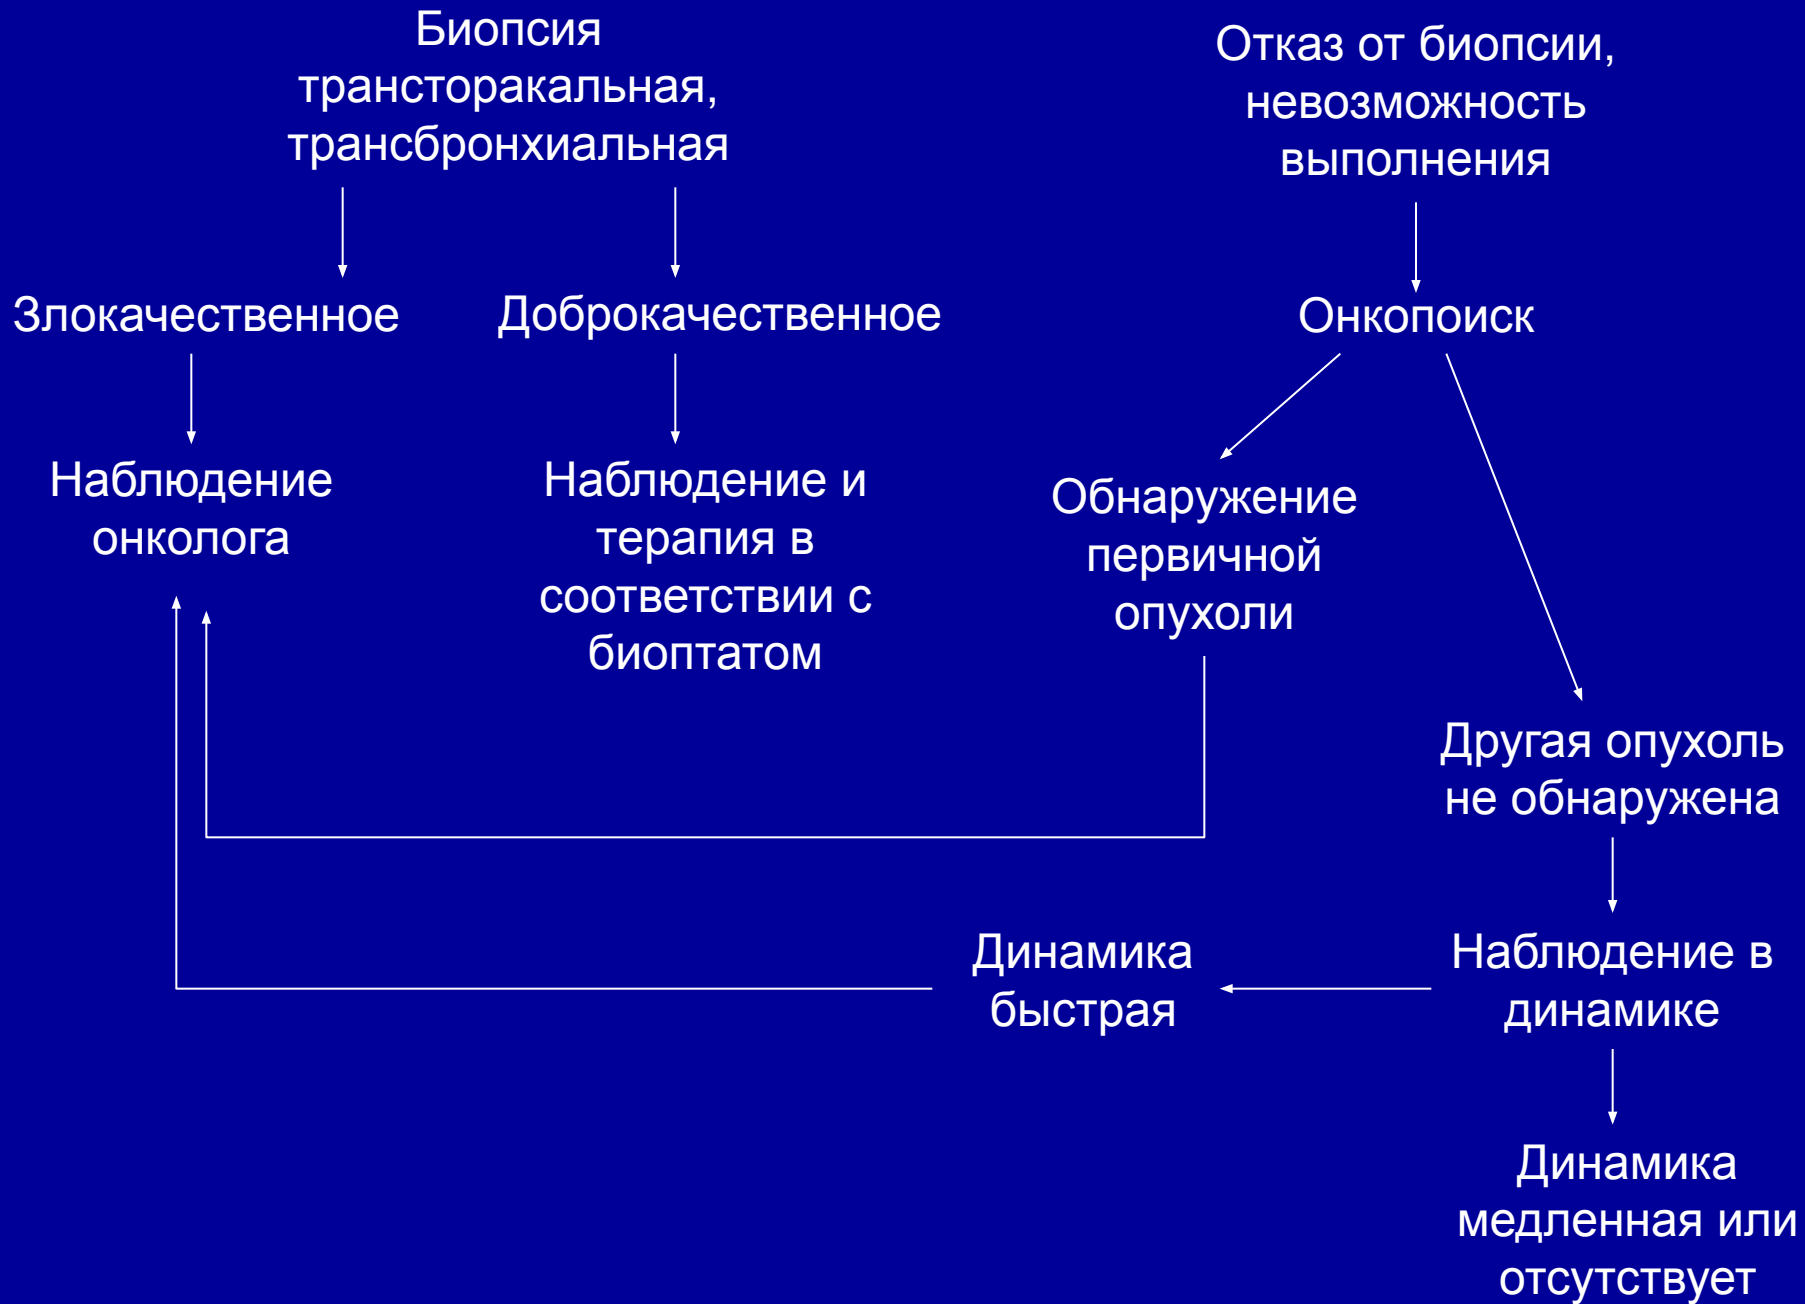 Биопсия
трансторакальная,
трансбронхиальная
Отказ от биопсии,
невозможность
выполнения
Злокачественное
Доброкачественное
Онкопоиск
Наблюдение
онколога
Наблюдение и
терапия в
соответствии с
биоптатом
Обнаружение
первичной
опухоли
Другая опухоль
не обнаружена
Динамика
быстрая
Наблюдение в
динамике
Динамика
медленная или
отсутствует